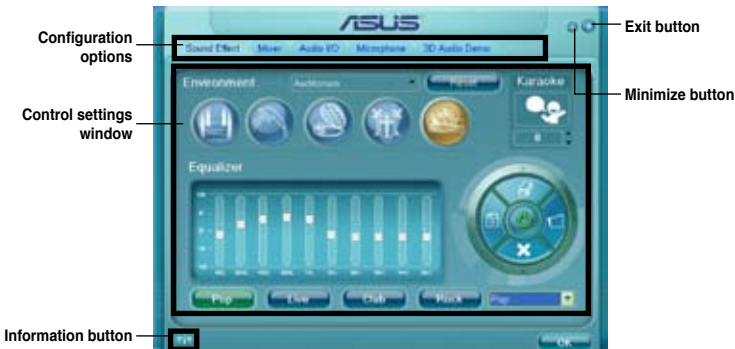 ASUS
Exit button
Configuration options
Sound Effect Mixer Audio I/O Microphone 3D Audio Demo
Minimize button
Environment Auditorium Reset Karaoke
Control settings window
Equalizer
Pop Live Club Rock Pop
Information button
OK